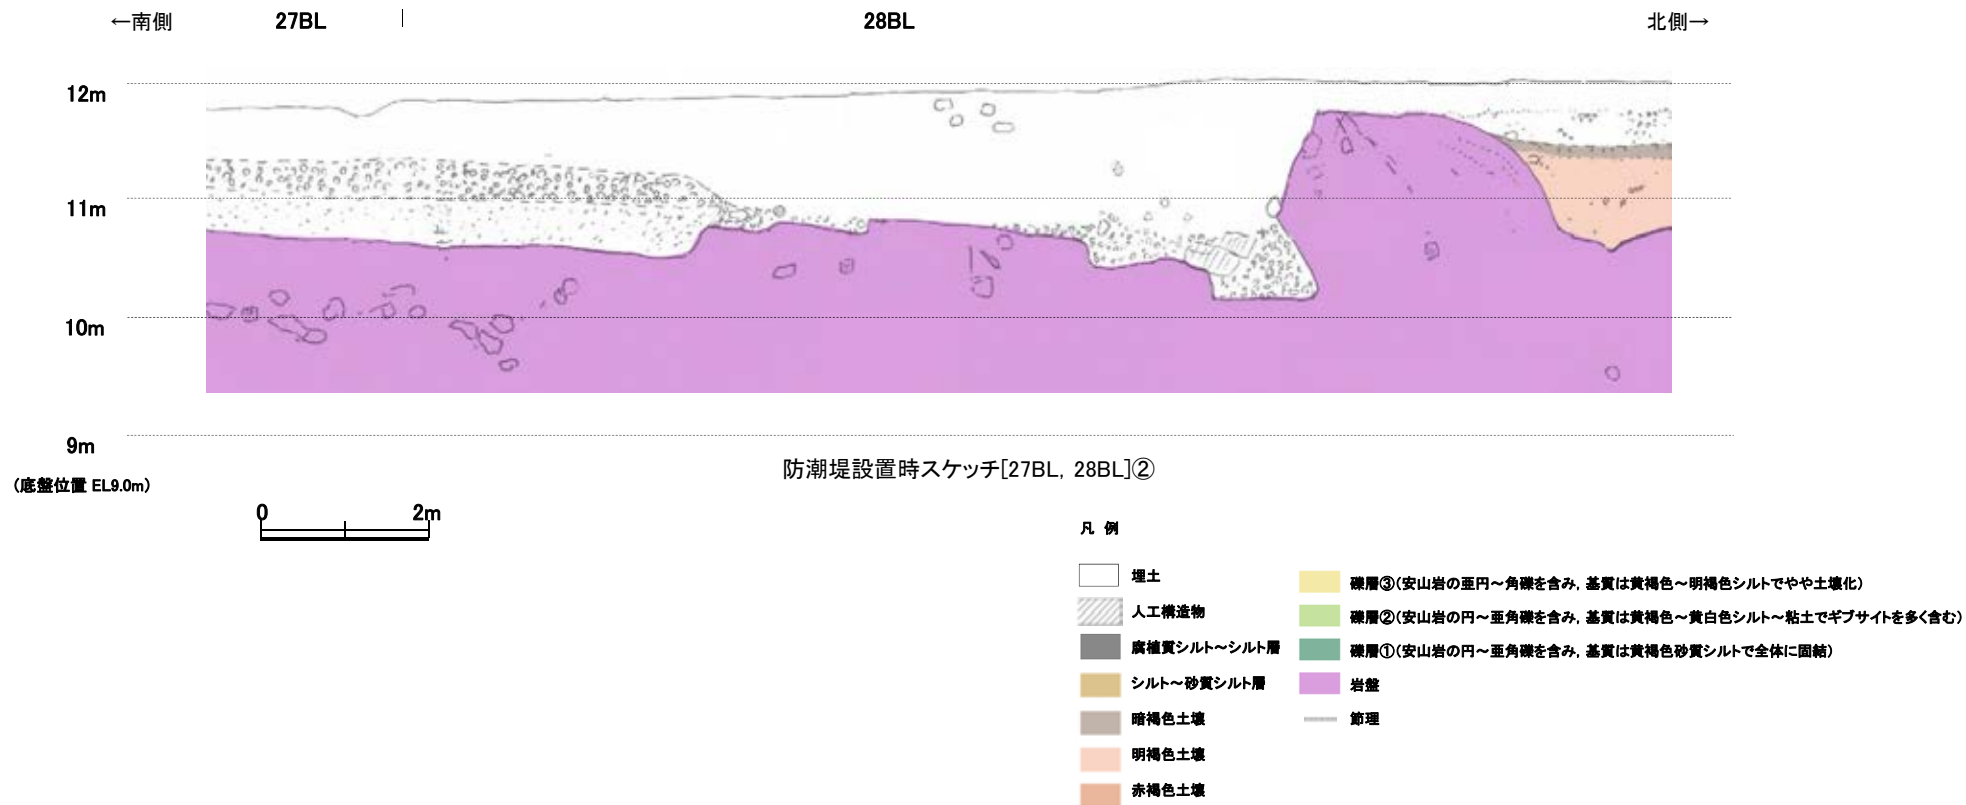 ←南側 27BL 28BL 北側→
12m
11m
10m
9m
(底盤位置 EL9.0m)
防潮堤設置時スケッチ[27BL, 28BL]②
0 2m
凡 例
埋土
人工構造物
腐植質シルト～シルト層
シルト～砂質シルト層
暗褐色土壌
明褐色土壌
赤褐色土壌
礫層③(安山岩の亜円～角礫を含み, 基質は黄褐色～明褐色シルトでやや土壌化)
礫層②(安山岩の円～亜角礫を含み, 基質は黄褐色～黄白色シルト～粘土でギブサイトを多く含む)
礫層①(安山岩の円～亜角礫を含み, 基質は黄褐色砂質シルトで全体に固結)
岩盤
節理